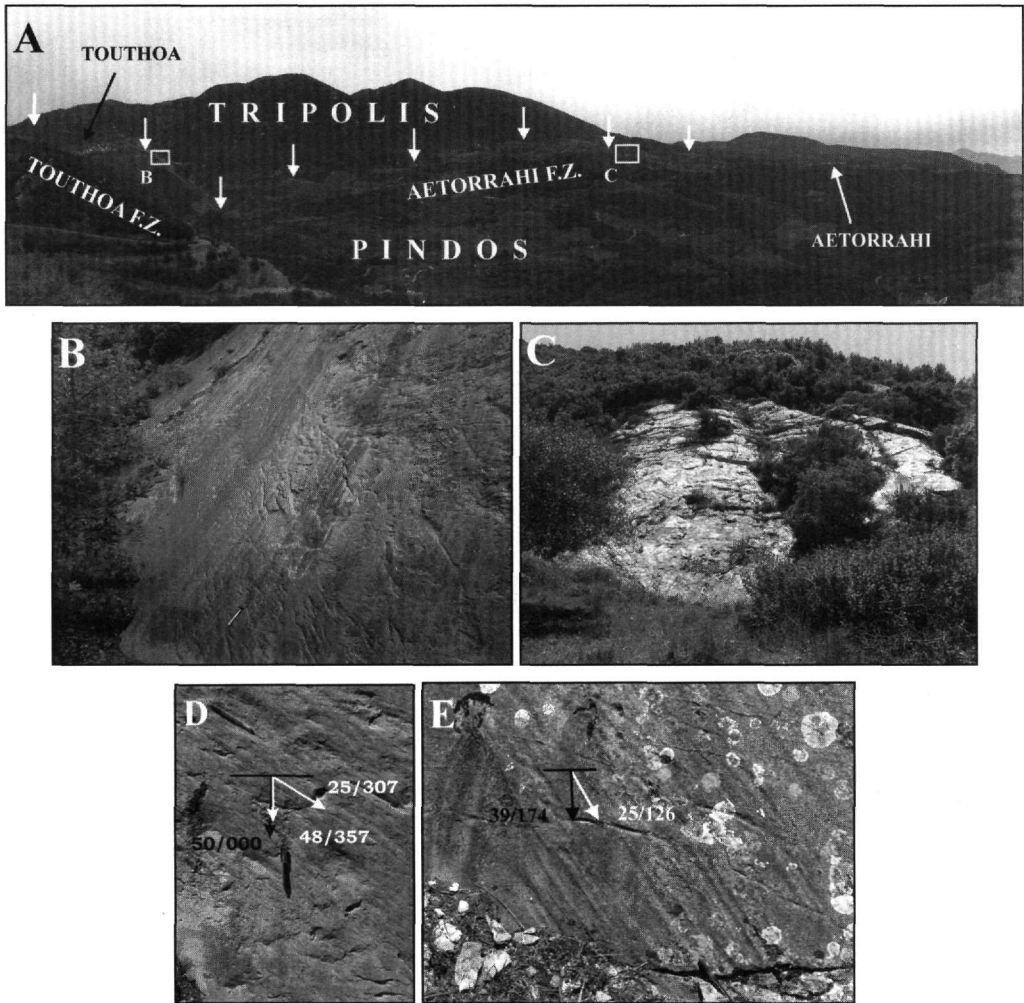 A
TOUTHOA
TRIPOLIS
B
TOUTHOA F.Z.
AETORRAHI F.Z.
C
AETORRAHI
PINDOS
B
C
D
25/307
50/000
48/357
E
39/174
25/126